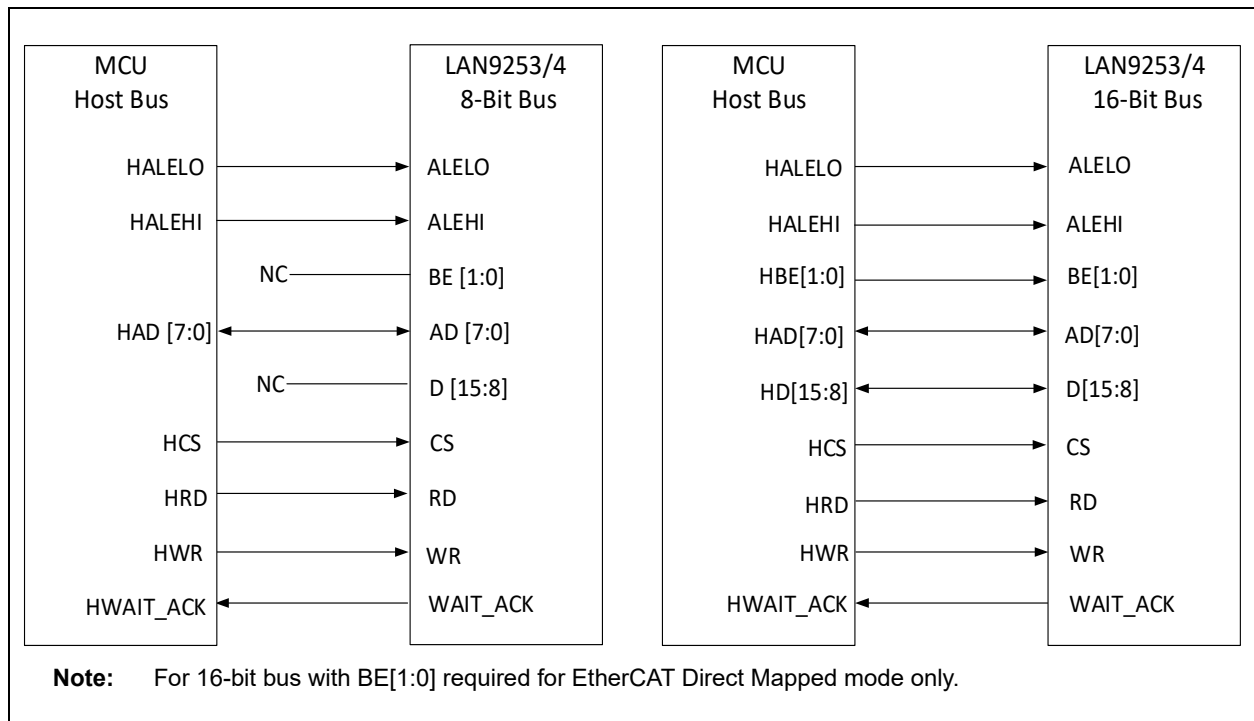 MCU
Host Bus
HALELO
HALEHI
NC
HAD [7:0]
NC
HCS
HRD
HWR
HWAIT_ACK
LAN9253/4
8-Bit Bus
ALELO
ALEHI
BE [1:0]
AD [7:0]
D [15:8]
CS
RD
WR
WAIT_ACK
MCU
Host Bus
HALELO
HALEHI
HBE[1:0]
HAD[7:0]
HD[15:8]
HCS
HRD
HWR
HWAIT_ACK
LAN9253/4
16-Bit Bus
ALELO
ALEHI
BE[1:0]
AD[7:0]
D[15:8]
CS
RD
WR
WAIT_ACK
Note: For 16-bit bus with BE[1:0] required for EtherCAT Direct Mapped mode only.